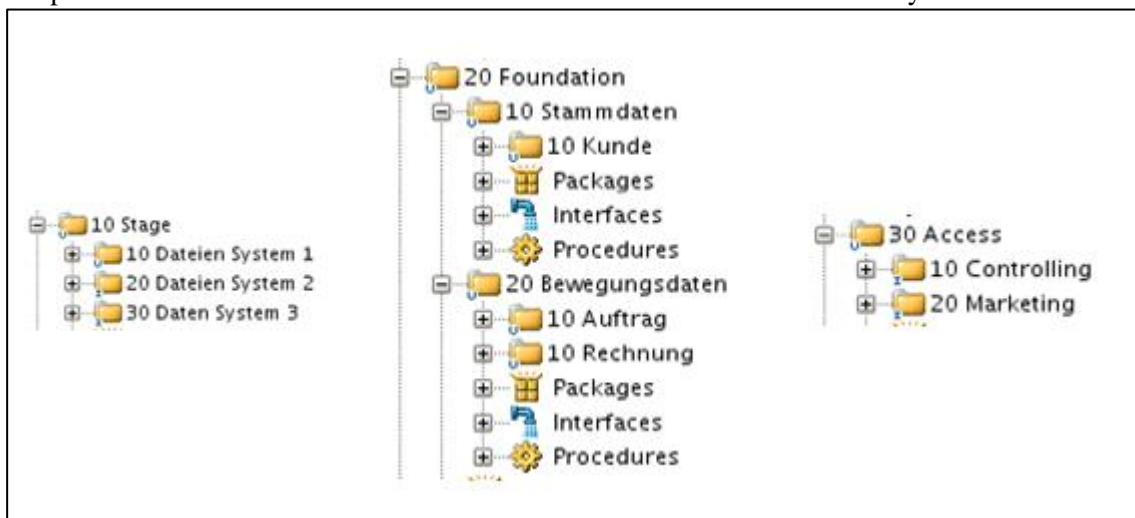 10 Stage
10 Dateien System 1
20 Dateien System 2
30 Daten System 3
20 Foundation
10 Stammdaten
10 Kunde
Packages
Interfaces
Procedures
20 Bewegungsdaten
10 Auftrag
10 Rechnung
Packages
Interfaces
Procedures
30 Access
10 Controlling
20 Marketing